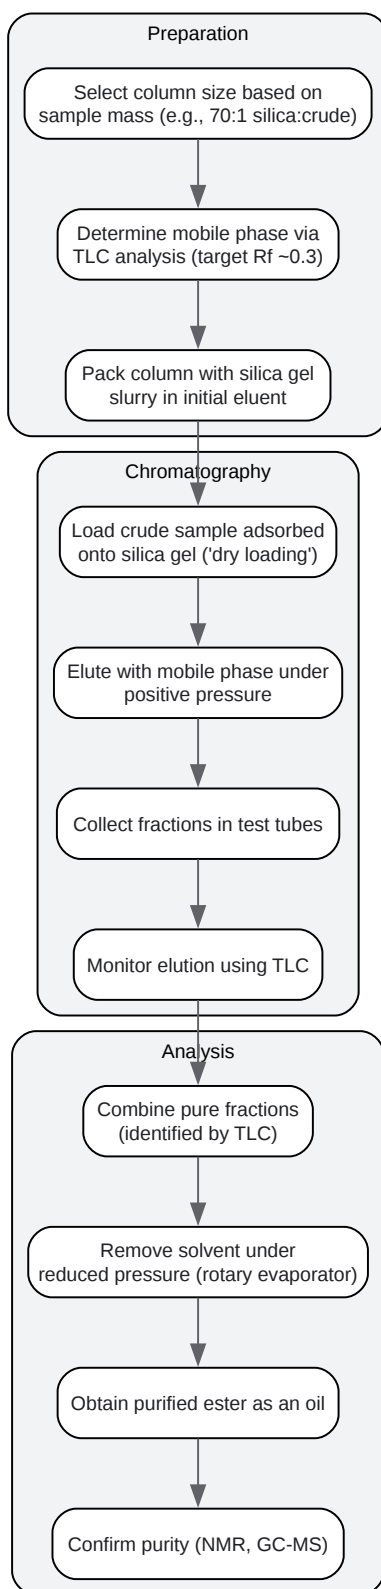 Preparation
Select column size based on
sample mass (e.g., 70:1 silica:crude)
Determine mobile phase via
TLC analysis (target Rf ~0.3)
Pack column with silica gel
slurry in initial eluent
Chromatography
Load crude sample adsorbed
onto silica gel ('dry loading')
Elute with mobile phase under
positive pressure
Collect fractions in test tubes
Monitor elution using TLC
Analysis
Combine pure fractions
(identified by TLC)
Remove solvent under
reduced pressure (rotary evaporator)
Obtain purified ester as an oil
Confirm purity (NMR, GC-MS)